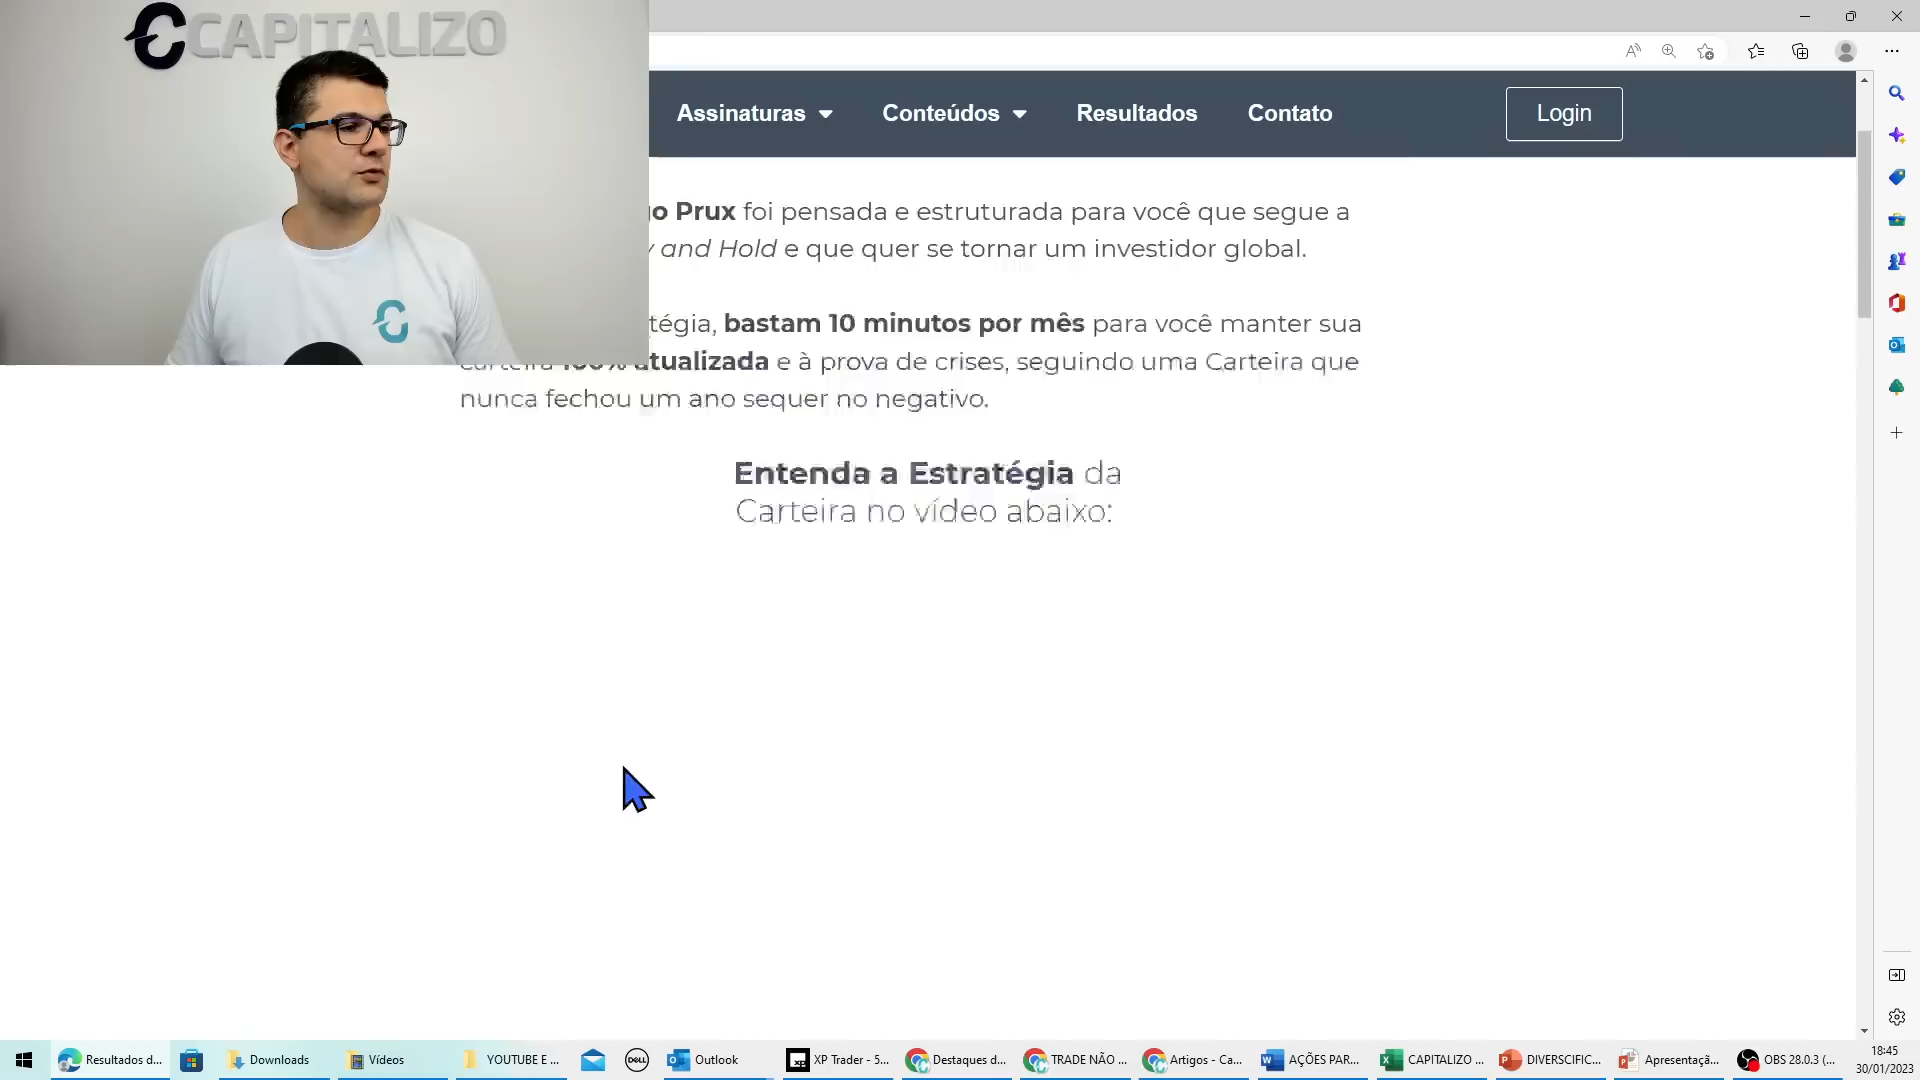 CAPITALIZO
Assinaturas
Conteúdos
Resultados
Contato
Login
Prux foi pensada e estruturada para você que segue a
and Hold e que quer se tornar um investidor global.
bastam 10 minutos por mês para você manter sua
carteira 100% atualizada e à prova de crises, seguindo uma Carteira que
nunca fechou um ano sequer no negativo.
Entenda a Estratégia da
Carteira no vídeo abaixo:
Resultados d...
Downloads
Vídeos
YOUTUBE E ...
DELL
Outlook
XP Trader - 5...
Destaques d...
TRADE NÃO ...
Artigos - Ca...
AÇÕES PAR...
CAPITALIZO ...
DIVERSCIFIC...
Apresentaçã...
OBS 28.0.3 (...
18:45
30/01/2023